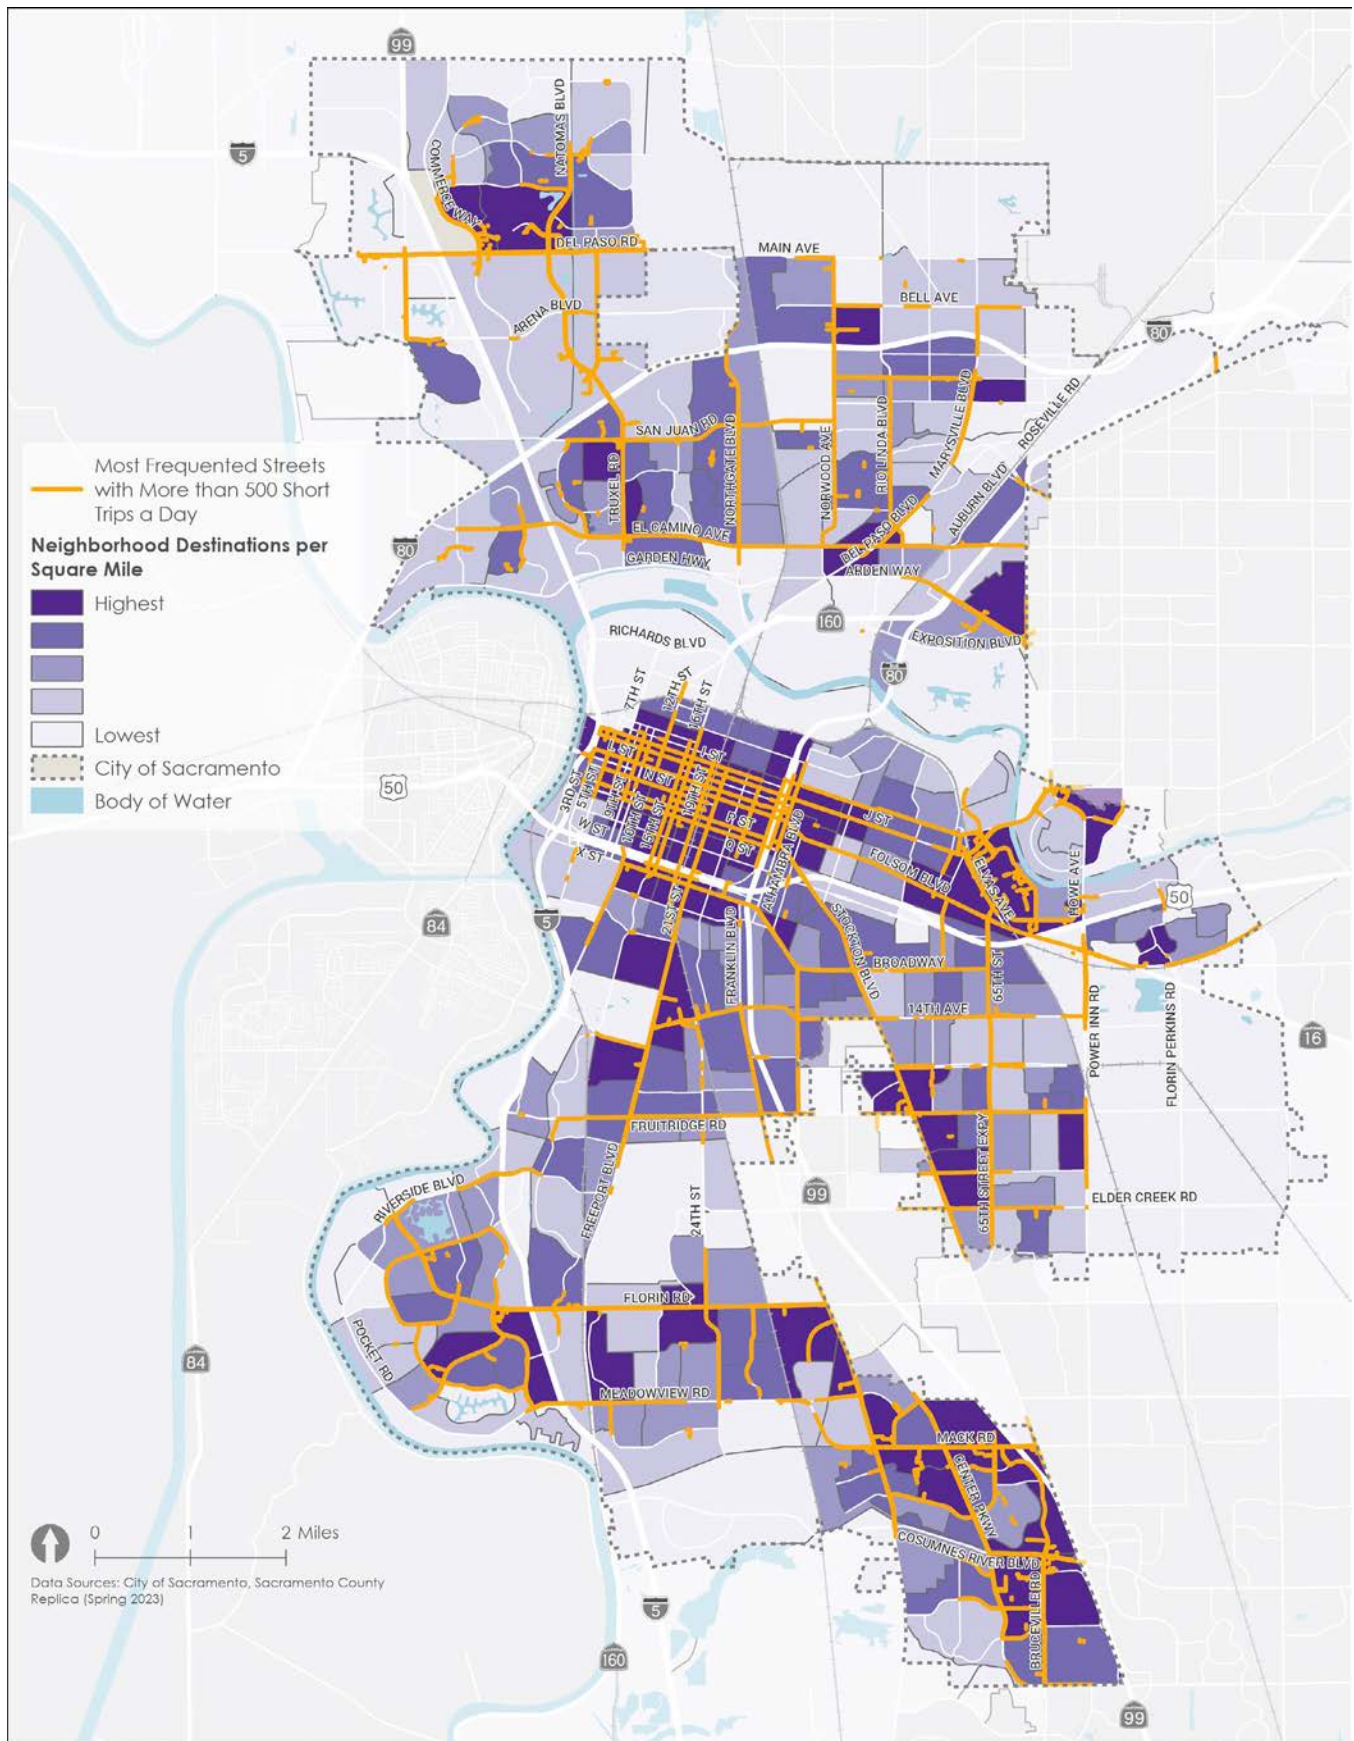 99
5
NATOMAS BLVD
COMMERCE WAY
DEL PASO RD
MAIN AVE
BELL AVE
ARENA BLVD
80
ROSEVILLE RD
SAN JUAN RD
NORTHGATE BLVD
NORWOOD AVE
RIO LINDA BLVD
MARYSVILLE BLVD
TRUXEL RD
AUBURN BLVD
EL CAMINO AVE
DEL PASO BLVD
80
GARDEN HWY
ARDEN WAY
160
RICHARDS BLVD
EXPOSITION BLVD
80
Most Frequented Streets
with More than 500 Short
Trips a Day
Neighborhood Destinations per
Square Mile
Highest
Lowest
City of Sacramento
Body of Water
7TH ST
12TH ST
16TH ST
50
L ST
I ST
N ST
3RD ST
5TH ST
9TH ST
10TH ST
15TH ST
19TH ST
P ST
J ST
W ST
Q ST
X ST
ALHAMBRA BLVD
FOLSOM BLVD
ELVAS AVE
HOWE AVE
50
84
5
21ST ST
FRANKLIN BLVD
STOCKTON BLVD
BROADWAY
65TH ST
14TH AVE
POWER INN RD
FLORIN PERKINS RD
16
FRUITRIDGE RD
FREEPORT BLVD
65TH STREET EXPY
RIVERSIDE BLVD
24TH ST
99
ELDER CREEK RD
FLORIN RD
POCKET RD
84
MEADOWVIEW RD
MACK RD
CENTER PKWY
COSUMNES RIVER BLVD
BRUCEVILLE RD
0 1 2 Miles
Data Sources: City of Sacramento, Sacramento County
Replica (Spring 2023)
5
160
99